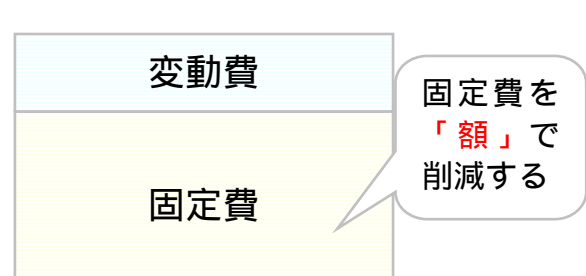 変動費
固定費を
「額」で
削減する
固定費